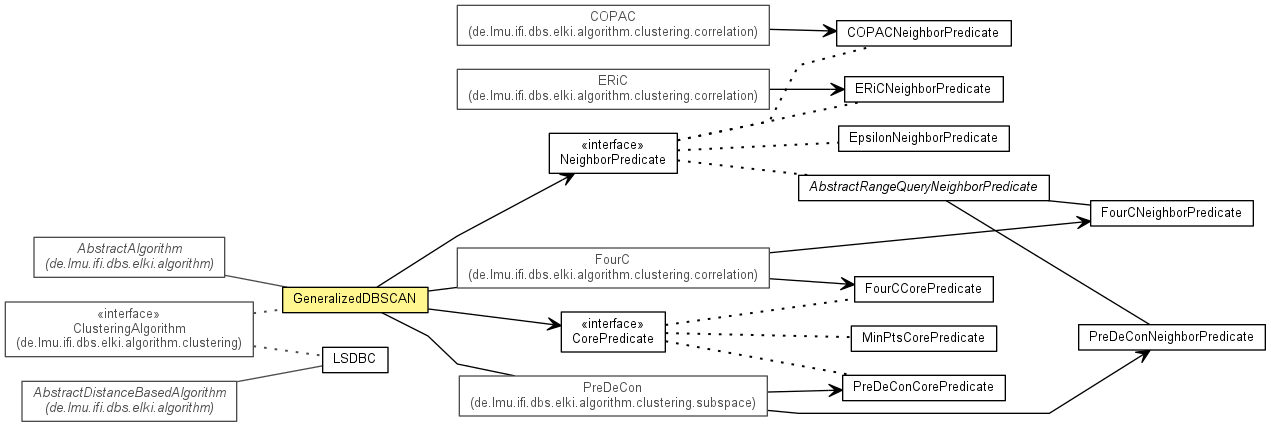 COPAC
(de.lmu.ifi.dbs.elki.algorithm.clustering.correlation)
COPACNeighborPredicate
ERiC
(de.lmu.ifi.dbs.elki.algorithm.clustering.correlation)
ERiCNeighborPredicate
EpsilonNeighborPredicate
«interface»
NeighborPredicate
AbstractRangeQueryNeighborPredicate
FourCNeighborPredicate
AbstractAlgorithm
(de.lmu.ifi.dbs.elki.algorithm)
FourC
(de.lmu.ifi.dbs.elki.algorithm.clustering.correlation)
GeneralizedDBSCAN
FourCCorePredicate
«interface»
ClusteringAlgorithm
(de.lmu.ifi.dbs.elki.algorithm.clustering)
«interface»
CorePredicate
MinPtsCorePredicate
PreDeConNeighborPredicate
LSDBC
AbstractDistanceBasedAlgorithm
(de.lmu.ifi.dbs.elki.algorithm)
PreDeCon
(de.lmu.ifi.dbs.elki.algorithm.clustering.subspace)
PreDeConCorePredicate